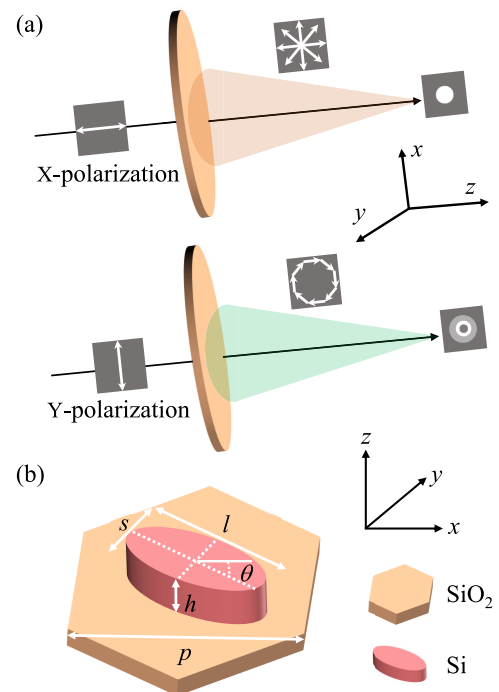 (a)
X-polarization
x
z
y
Y-polarization
(b)
z
y
x
s
l
θ
h
p
SiO2
Si